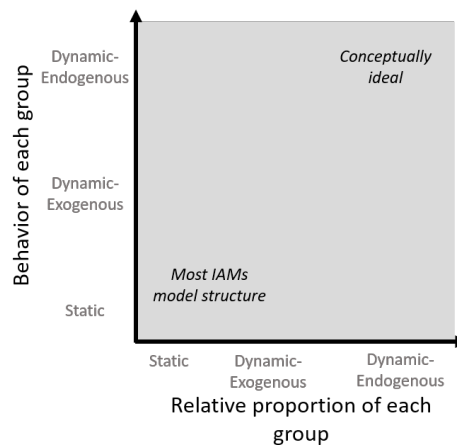 Behavior of each group
Dynamic-
Endogenous
Dynamic-
Exogenous
Static
Conceptually
ideal
Most IAMs
model structure
Static
Dynamic-
Exogenous
Dynamic-
Endogenous
Relative proportion of each
group